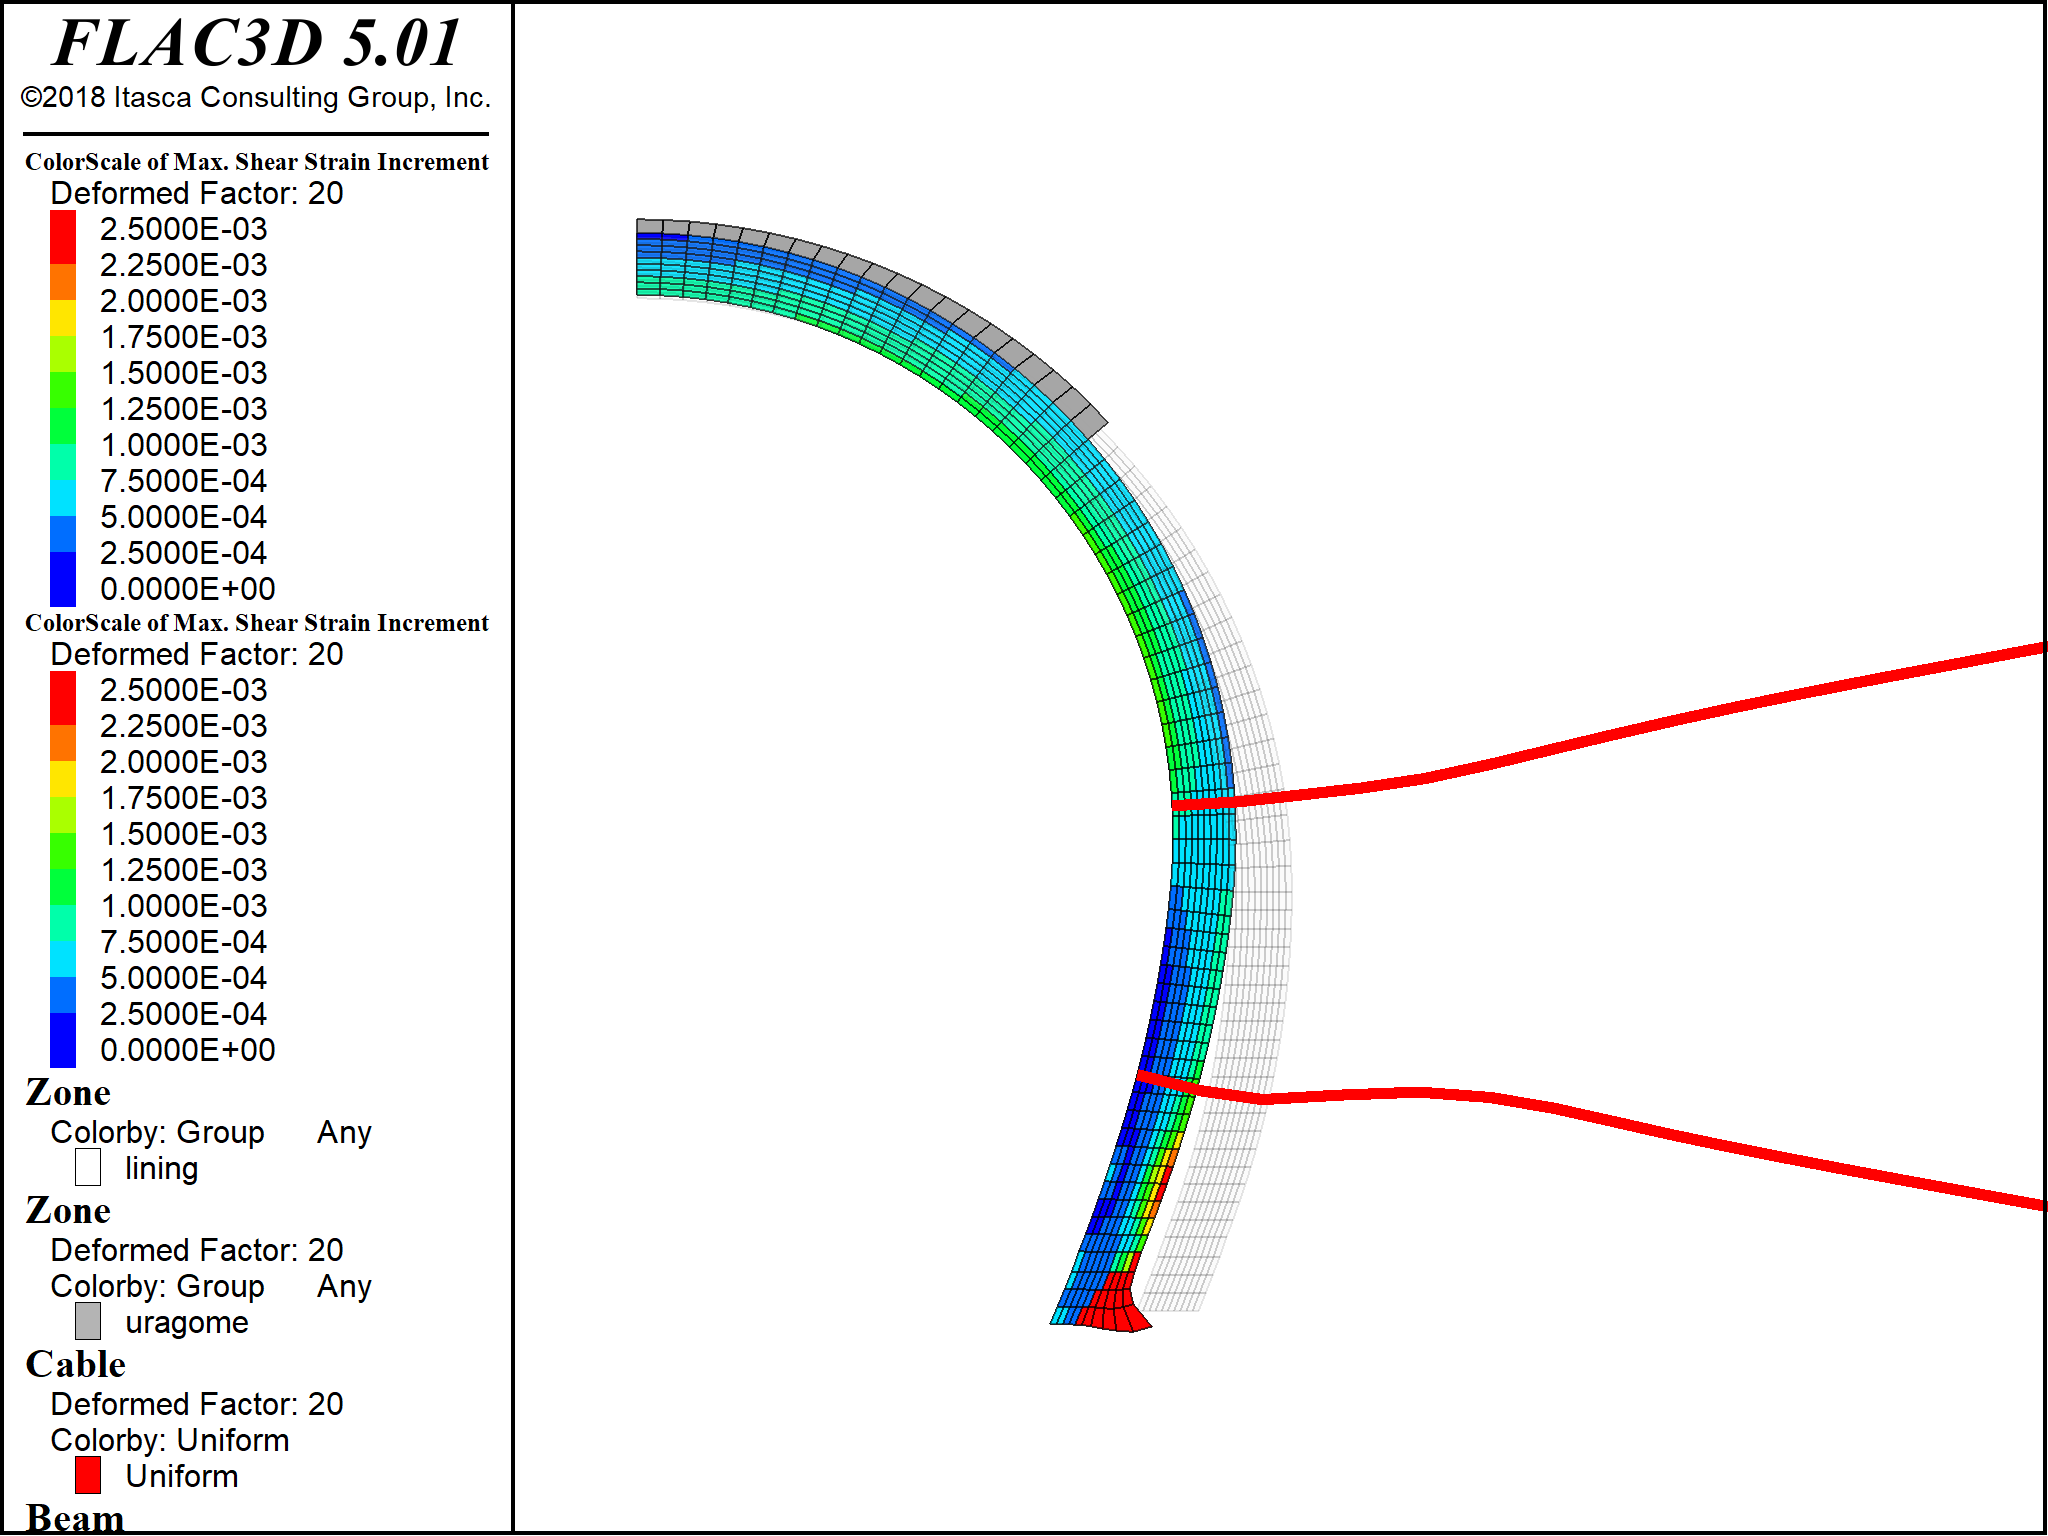 FLAC3D 5.01
©2018 Itasca Consulting Group, Inc.
ColorScale of Max. Shear Strain Increment
Deformed Factor: 20
2.5000E-03
2.2500E-03
2.0000E-03
1.7500E-03
1.5000E-03
1.2500E-03
1.0000E-03
7.5000E-04
5.0000E-04
2.5000E-04
0.0000E+00
ColorScale of Max. Shear Strain Increment
Deformed Factor: 20
2.5000E-03
2.2500E-03
2.0000E-03
1.7500E-03
1.5000E-03
1.2500E-03
1.0000E-03
7.5000E-04
5.0000E-04
2.5000E-04
0.0000E+00
Zone
Colorby: Group Any
lining
Zone
Deformed Factor: 20
Colorby: Group Any
uragome
Cable
Deformed Factor: 20
Colorby: Uniform
Uniform
Beam